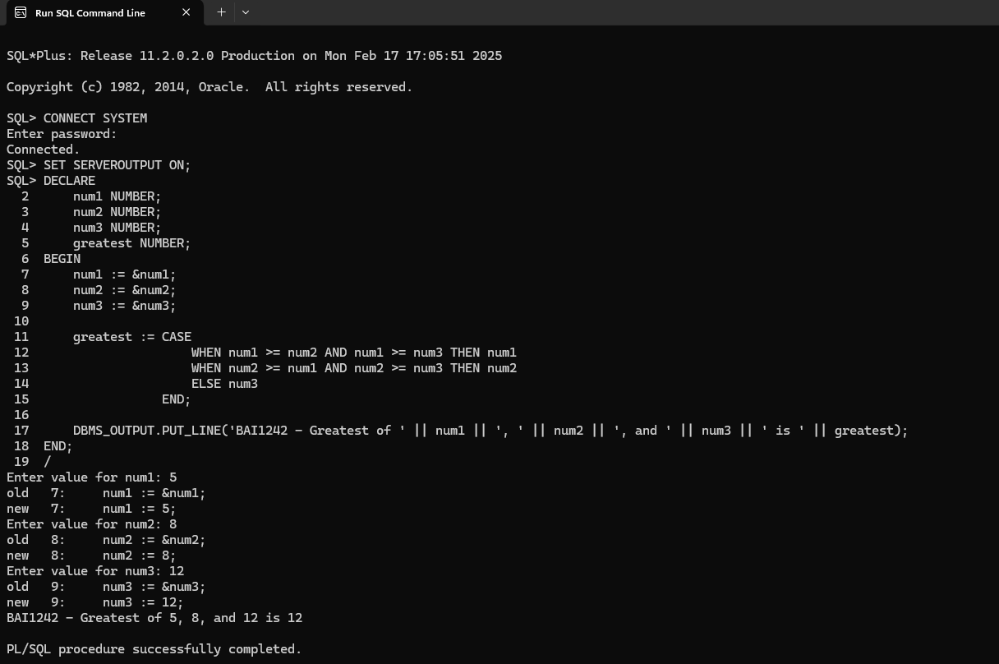 Run SQL Command Line
SQL*Plus: Release 11.2.0.2.0 Production on Mon Feb 17 17:05:51 2025
Copyright (c) 1982, 2014, Oracle.  All rights reserved.
SQL> CONNECT SYSTEM
Enter password:
Connected.
SQL> SET SERVEROUTPUT ON;
SQL> DECLARE
  2      num1 NUMBER;
  3      num2 NUMBER;
  4      num3 NUMBER;
  5      greatest NUMBER;
  6  BEGIN
  7      num1 := &num1;
  8      num2 := &num2;
  9      num3 := &num3;
 10
 11      greatest := CASE
 12                      WHEN num1 >= num2 AND num1 >= num3 THEN num1
 13                      WHEN num2 >= num1 AND num2 >= num3 THEN num2
 14                      ELSE num3
 15                  END;
 16
 17      DBMS_OUTPUT.PUT_LINE('BAI1242 - Greatest of ' || num1 || ', ' || num2 || ', and ' || num3 || ' is ' || greatest);
 18  END;
 19  /
Enter value for num1: 5
old   7:     num1 := &num1;
new   7:     num1 := 5;
Enter value for num2: 8
old   8:     num2 := &num2;
new   8:     num2 := 8;
Enter value for num3: 12
old   9:     num3 := &num3;
new   9:     num3 := 12;
BAI1242 - Greatest of 5, 8, and 12 is 12
PL/SQL procedure successfully completed.